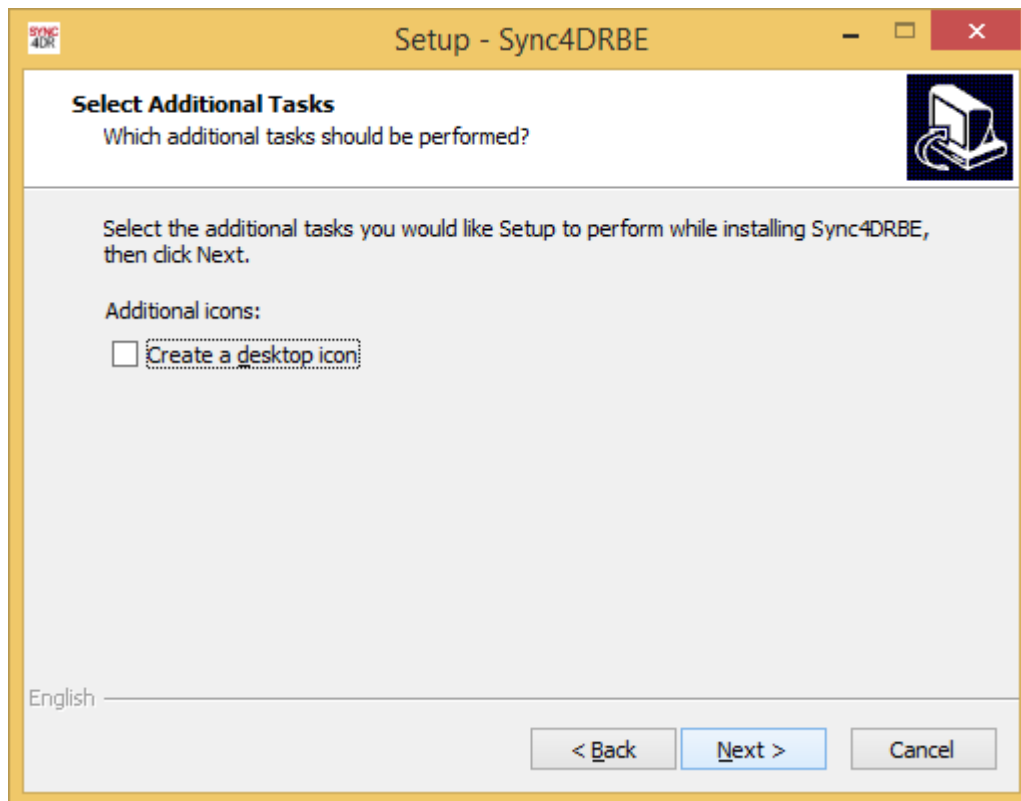 SYNC
4DR
Setup - Sync4DRBE
Select Additional Tasks
Which additional tasks should be performed?
Select the additional tasks you would like Setup to perform while installing Sync4DRBE,
then click Next.
Additional icons:
Create a desktop icon
English
< Back
Next >
Cancel